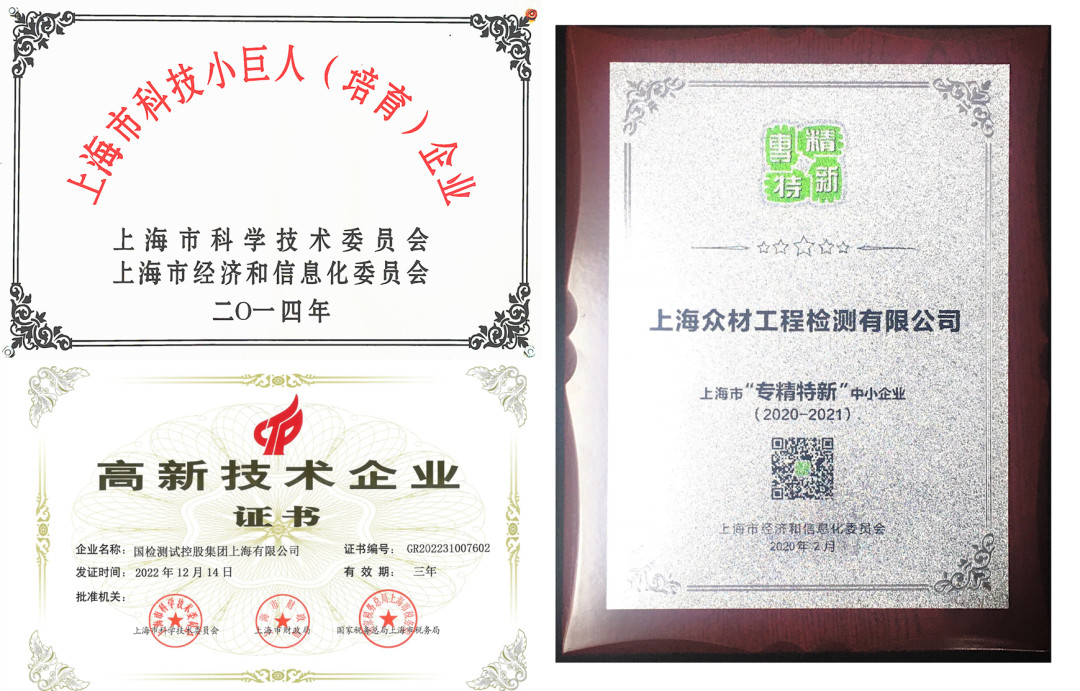 上海市科技小巨人（培育）企业
上海市科学技术委员会
上海市经济和信息化委员会
二〇一四年
高新技术企业
证书
企业名称：国检测试控股集团上海有限公司
证书编号：GR202231007602
发证时间：2022年12月14日
有效期：三年
批准机关：
上海市科学技术委员会
上海市财政局
国家税务总局上海市税务局
專精
特新
上海众材工程检测有限公司
上海市“专精特新”中小企业
（2020-2021）
上海市经济和信息化委员会
2020年2月